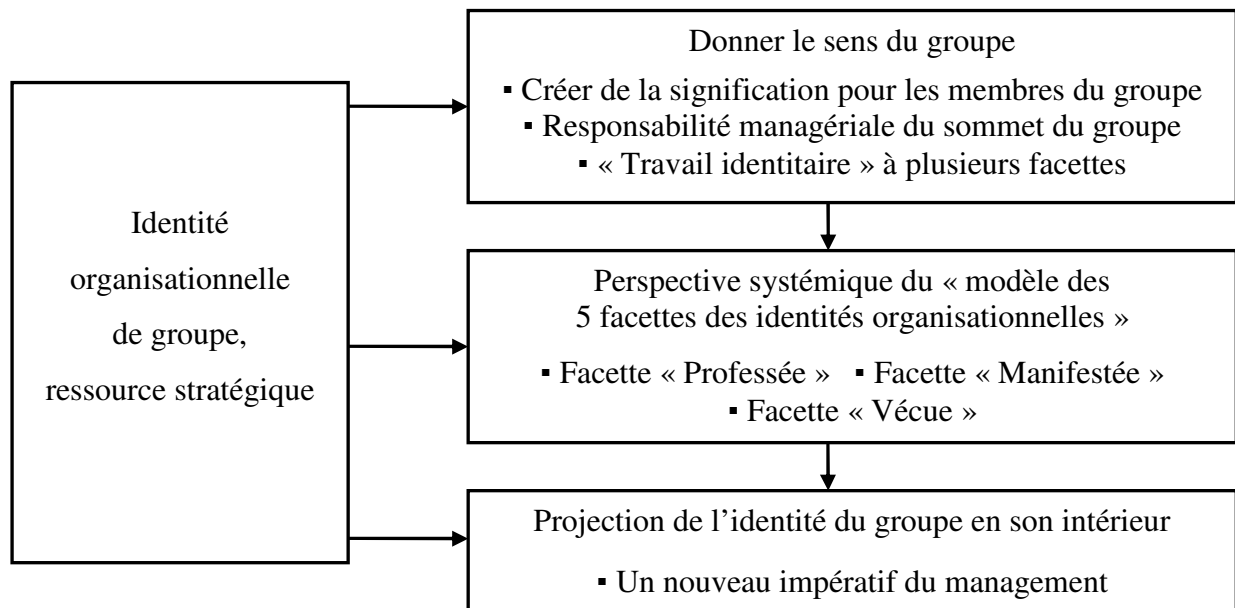 Identité
organisationnelle
de groupe,
ressource stratégique
Donner le sens du groupe
▪ Créer de la signification pour les membres du groupe
▪ Responsabilité managériale du sommet du groupe
▪ « Travail identitaire » à plusieurs facettes
Perspective systémique du « modèle des
5 facettes des identités organisationnelles »
▪ Facette « Professée » ▪ Facette « Manifestée »
▪ Facette « Vécue »
Projection de l’identité du groupe en son intérieur
▪ Un nouveau impératif du management